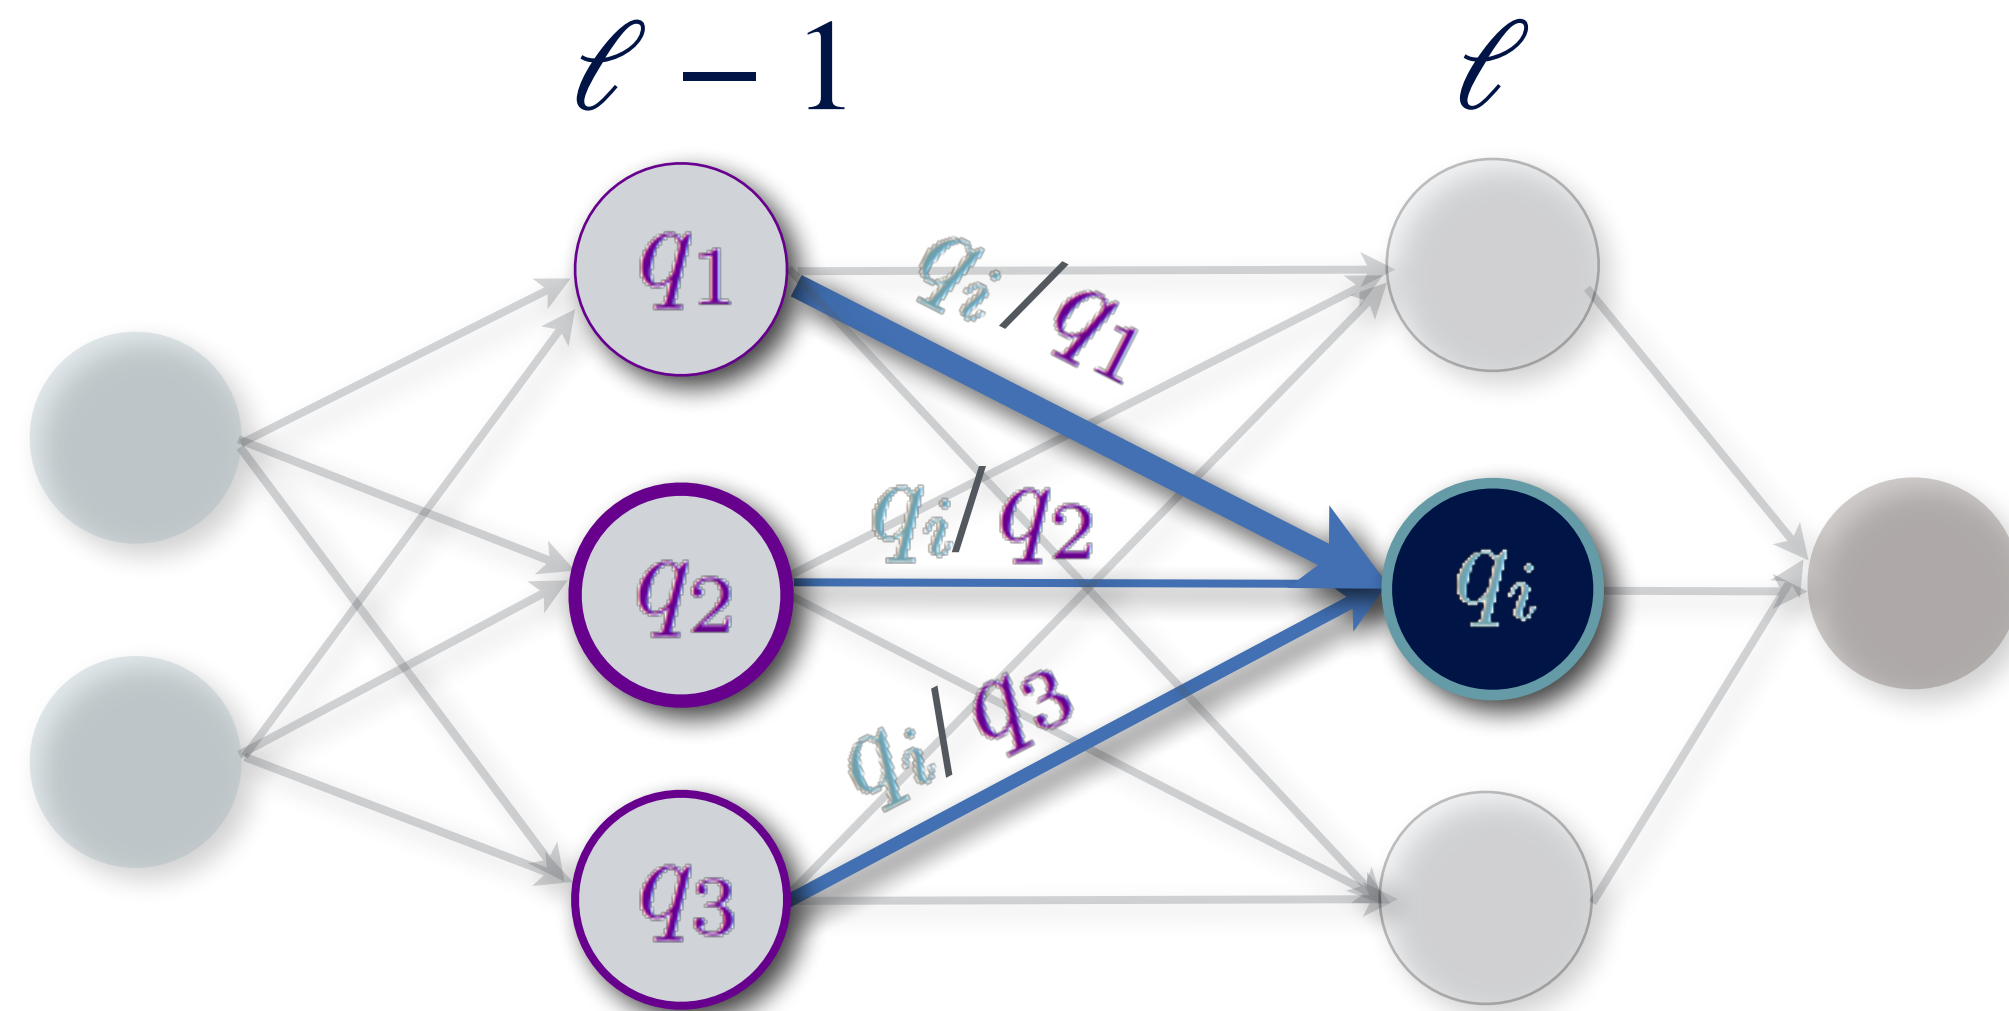 ℓ − 1
ℓ
q₁
qᵢ/q₁
qᵢ/q₂
q₂
qᵢ
qᵢ/q₃
q₃